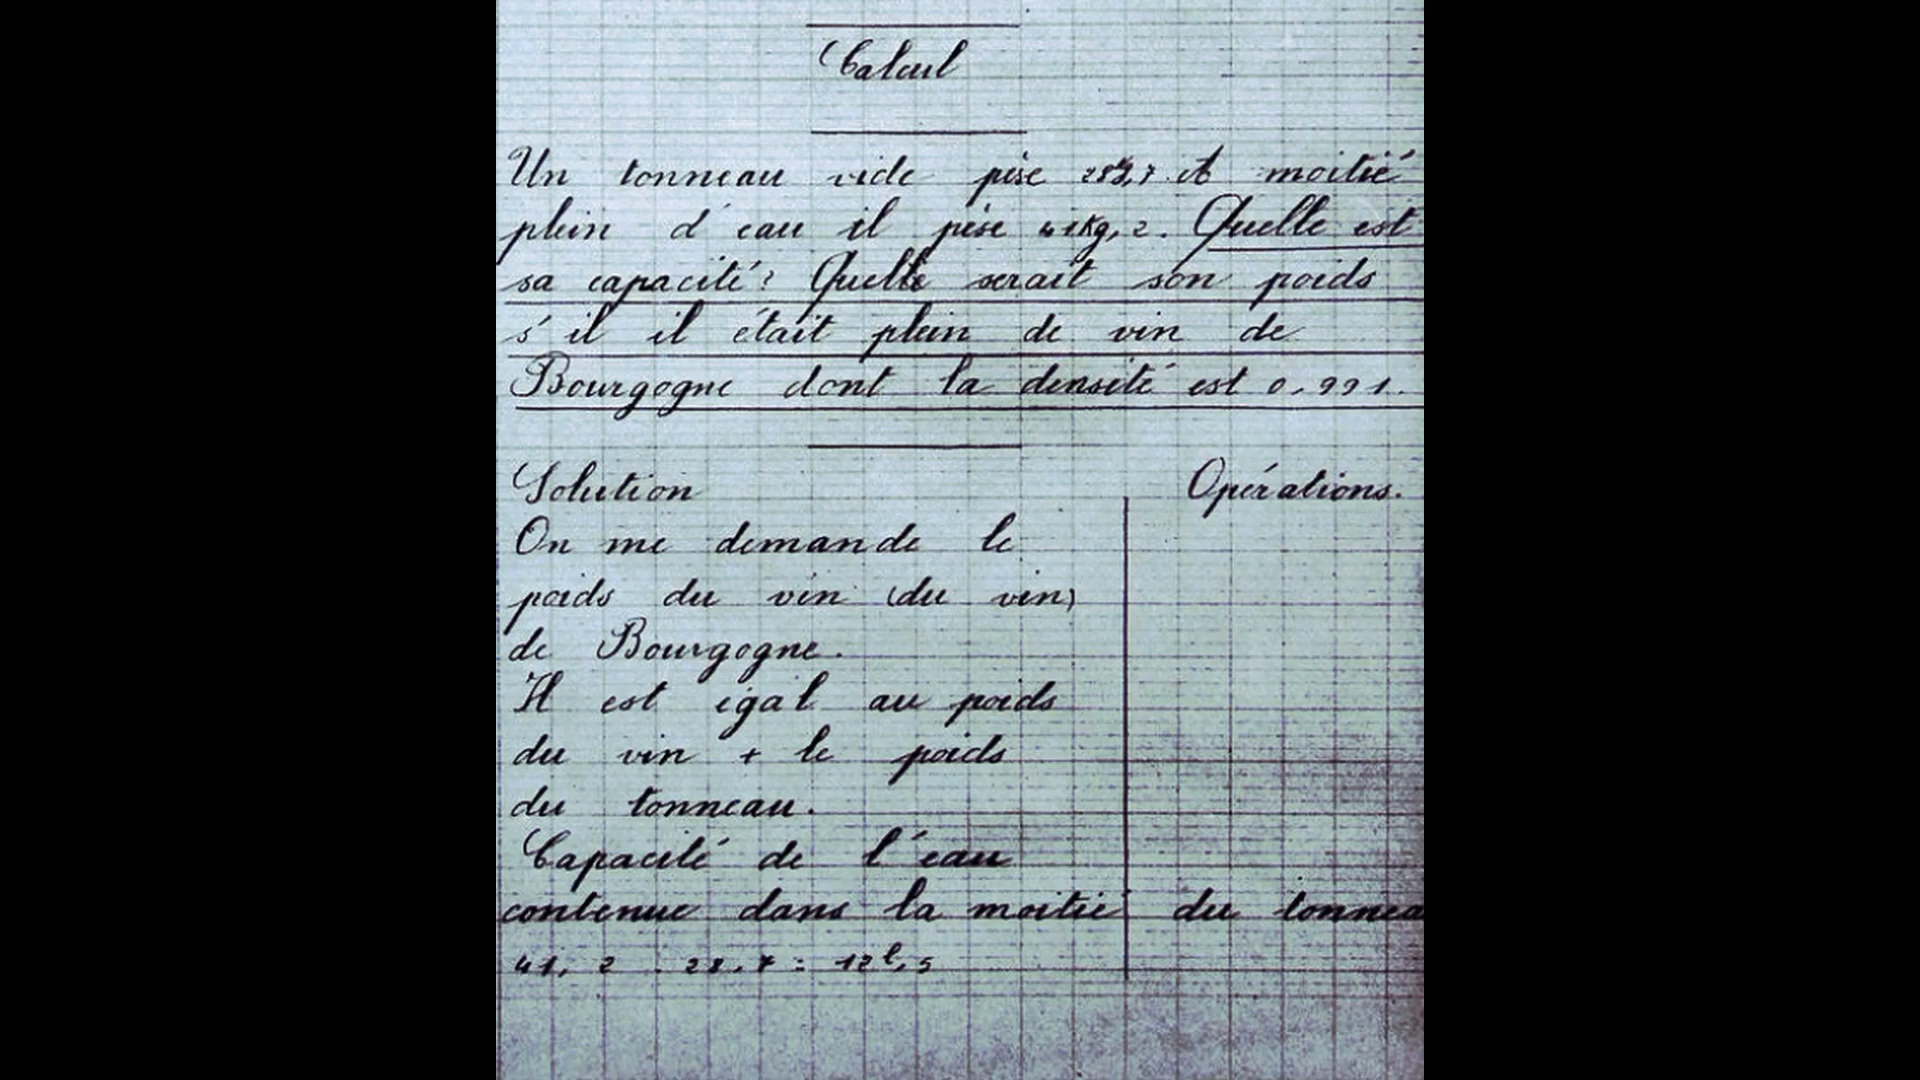 Calcul
Un tonneau vide pèse 28kg,7. A moitié
plein d'eau il pèse 41Kg,2. Quelle est
sa capacité? Quelle serait son poids
s'il il était plein de vin de
Bourgogne dont la densité est 0,991.
Solution
Opérations.
On me demande le
poids du vin (du vin)
de Bourgogne.
Il est égal au poids
du vin + le poids
du tonneau.
Capacité de l'eau
contenue dans la moitié du tonnea
41,2 - 28,7 = 12l,5